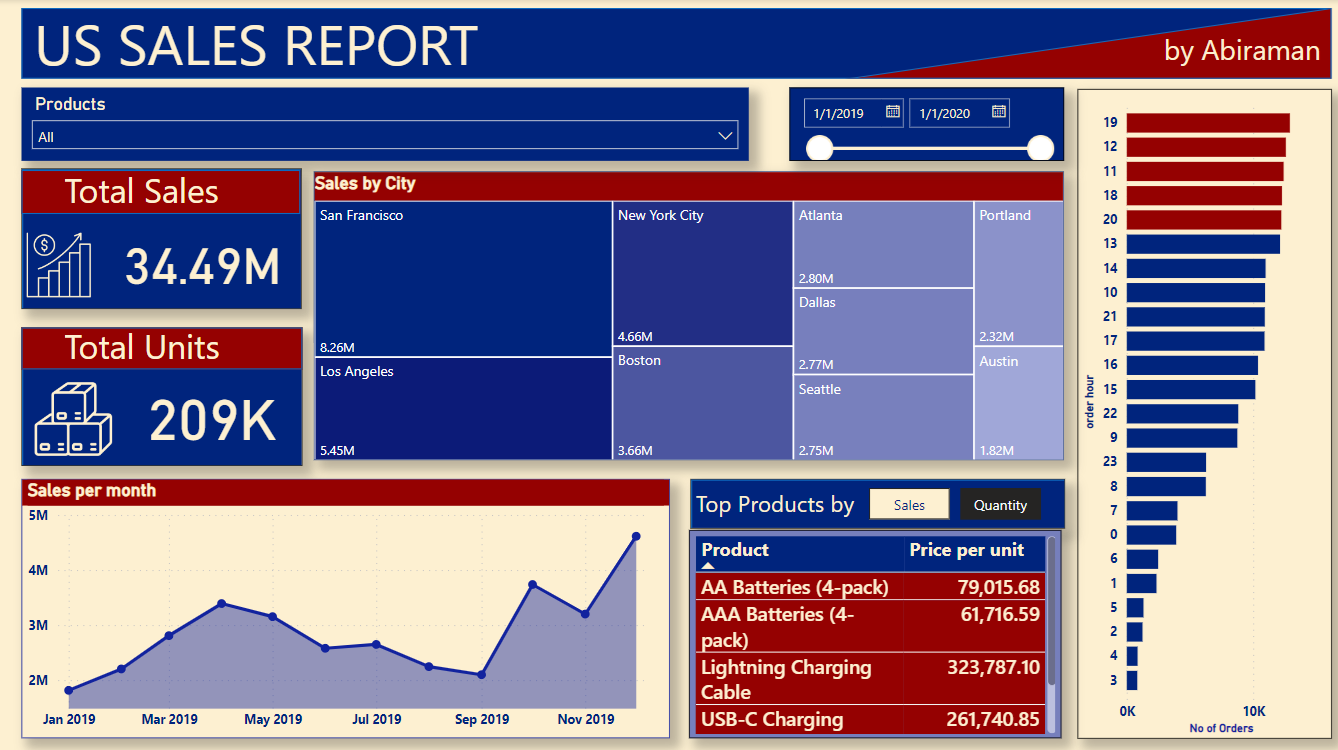 US SALES REPORT
by Abiraman
Products
All
1/1/2019
1/1/2020
Total Sales
34.49M
Total Units
209K
Sales by City
San Francisco
8.26M
Los Angeles
5.45M
New York City
4.66M
Boston
3.66M
Atlanta
2.80M
Dallas
2.77M
Seattle
2.75M
Portland
2.32M
Austin
1.82M
Sales per month
5M
4M
3M
2M
Jan 2019 Mar 2019 May 2019 Jul 2019 Sep 2019 Nov 2019
Top Products by Sales Quantity
Product Price per unit
AA Batteries (4-pack) 79,015.68
AAA Batteries (4- 61,716.59
pack)
Lightning Charging 323,787.10
Cable
USB-C Charging 261,740.85
order hour
19
12
11
18
20
13
14
10
21
17
16
15
22
9
23
8
7
0
6
1
5
2
4
3
0K 10K
No of Orders